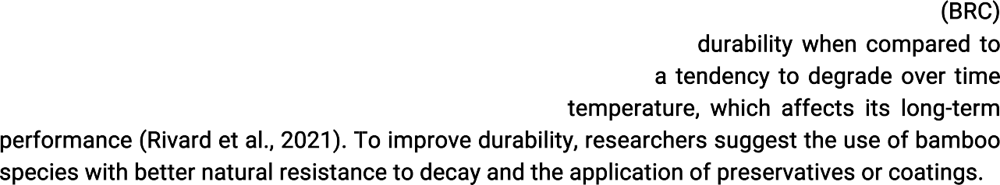 (BRC)
durability when compared to
a tendency to degrade over time
temperature, which affects its long-term
performance (Rivard et al., 2021). To improve durability, researchers suggest the use of bamboo
species with better natural resistance to decay and the application of preservatives or coatings.